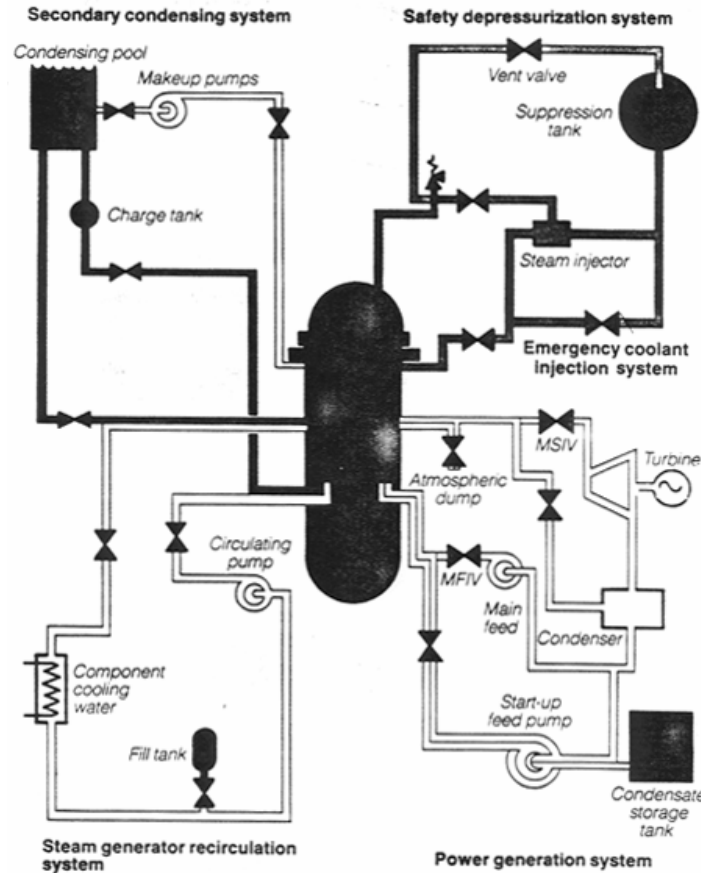 Secondary condensing system
Safety depressurization system
Condensing pool
Makeup pumps
Vent valve
Suppression
tank
Charge tank
Steam injector
Emergency coolant
injection system
MSIV
Turbine
Atmospheric
dump
Circulating
pump
MFIV
Main
feed
Condenser
Component
cooling
water
Start-up
feed pump
Fill tank
Condensate
storage
tank
Steam generator recirculation
system
Power generation system